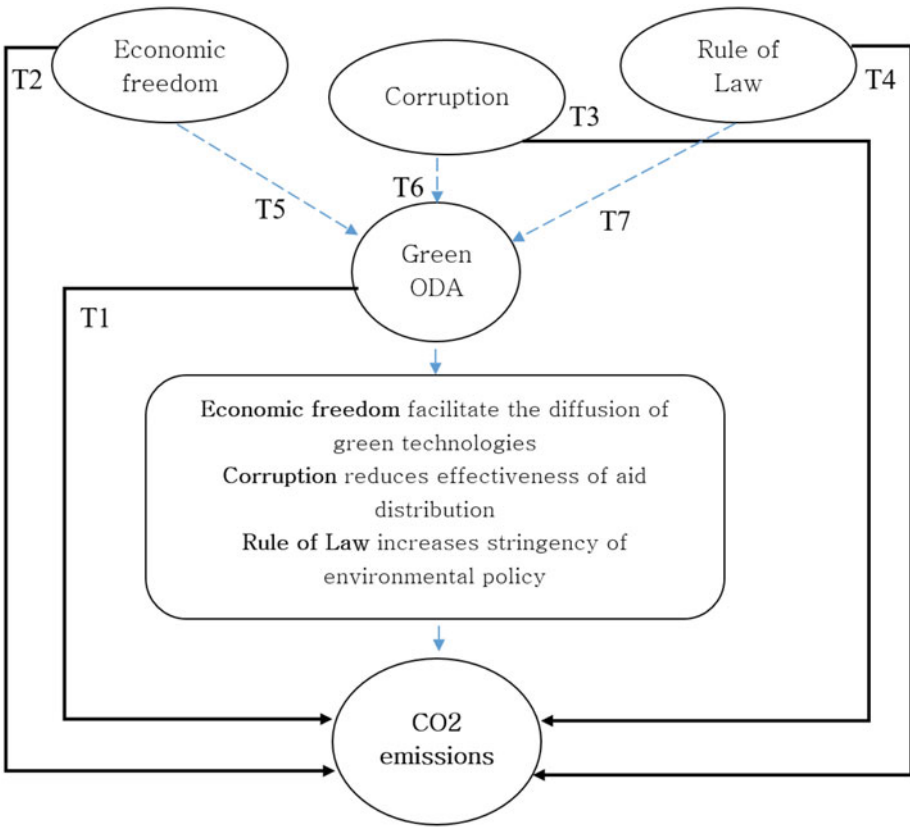 T2
Economic
freedom
Corruption
T3
Rule of
Law
T4
T5
T6
T7
Green
ODA
T1
Economic freedom facilitate the diffusion of
green technologies
Corruption reduces effectiveness of aid
distribution
Rule of Law increases stringency of
environmental policy
CO2
emissions